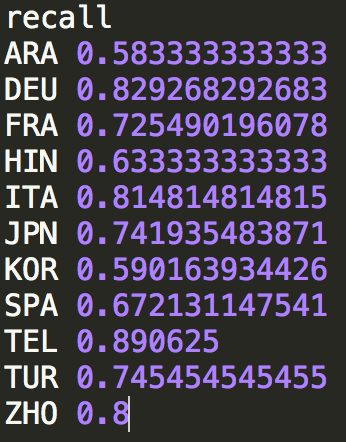 recall
ARA 0.583333333333
DEU 0.829268292683
FRA 0.725490196078
HIN 0.633333333333
ITA 0.814814814815
JPN 0.741935483871
KOR 0.590163934426
SPA 0.672131147541
TEL 0.890625
TUR 0.745454545455
ZHO 0.8